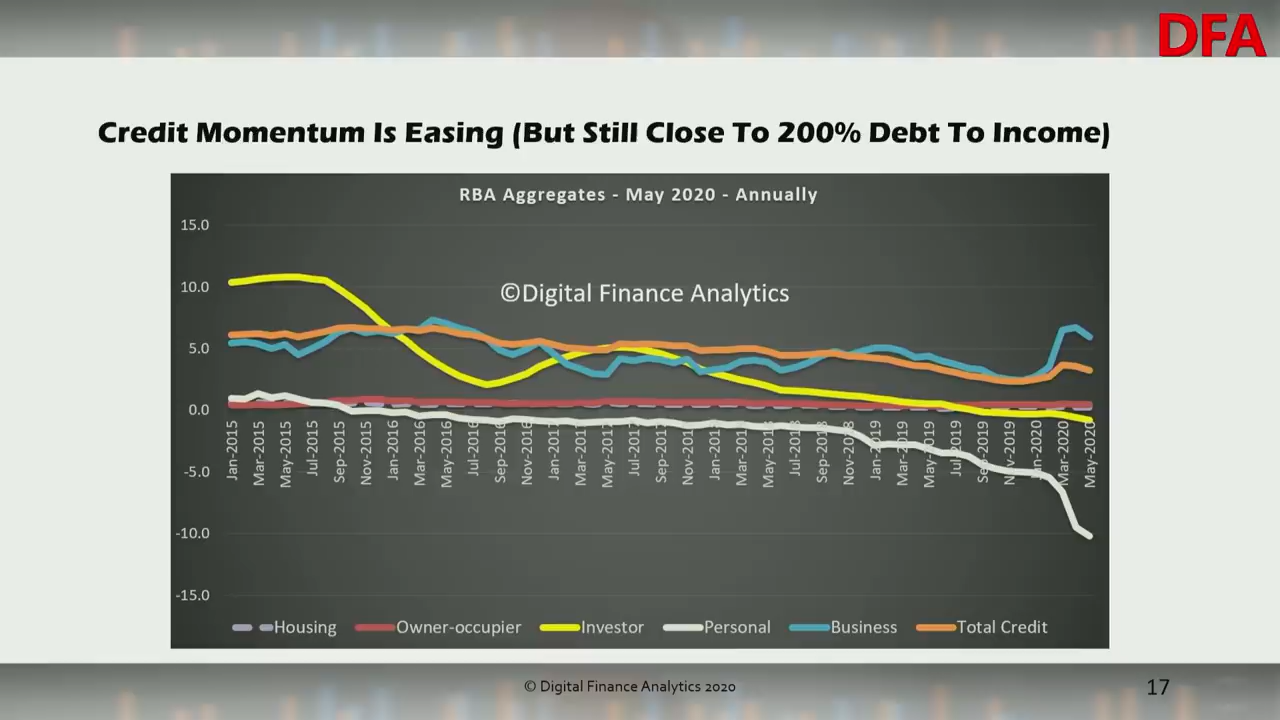 DFA
Credit Momentum Is Easing (But Still Close To 200% Debt To Income)
RBA Aggregates - May 2020 - Annually
15.0
10.0
5.0
0.0
-5.0
-10.0
-15.0
©Digital Finance Analytics
Jan-2015
Mar-2015
May-2015
Jul-2015
Sep-2015
Nov-2015
Jan-2016
Mar-2016
May-2016
Jul-2016
Sep-2016
Nov-2016
Jan-2017
Mar-2017
May-2017
Jul-2017
Sep-2017
Nov-2017
Jan-2018
Mar-2018
May-2018
Jul-2018
Sep-2018
Nov-2018
Jan-2019
Mar-2019
May-2019
Jul-2019
Sep-2019
Nov-2019
Jan-2020
Mar-2020
May-2020
Housing Owner-occupier Investor Personal Business Total Credit
© Digital Finance Analytics 2020
17